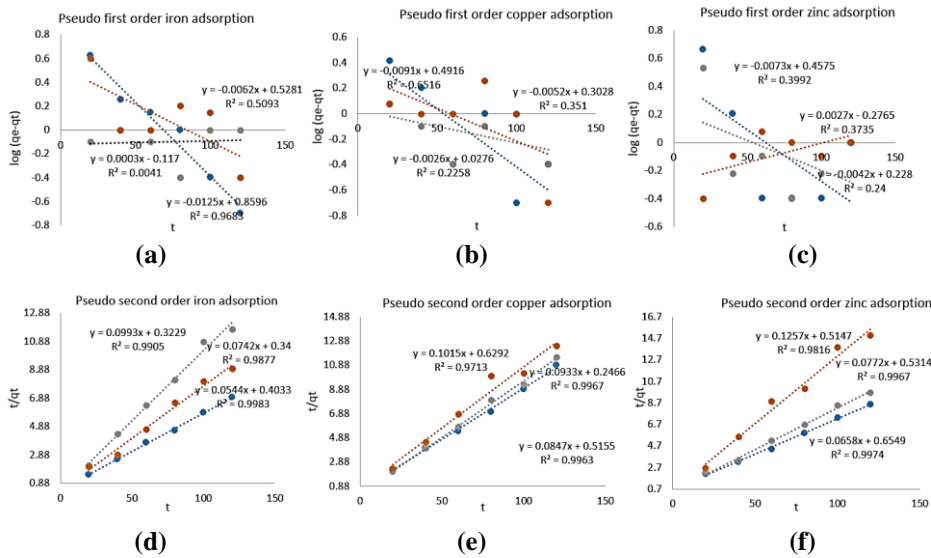 Pseudo first order iron adsorption
0.8
0.6
0.4
0.2
0
-0.2
-0.4
-0.6
-0.8
0
50
100
150
log (qe-qt)
t
y = -0.0062x + 0.5281
R² = 0.5093
y = 0.0003x - 0.117
R² = 0.0041
y = -0.0125x + 0.8596
R² = 0.9683
(a)
Pseudo first order copper adsorption
0.6
0.4
0.2
0
-0.2
-0.4
-0.6
-0.8
0
50
100
150
log (qe-qt)
t
y = -0.0091x + 0.4916
R² = 0.6516
y = -0.0052x + 0.3028
R² = 0.351
y = -0.0026x + 0.0276
R² = 0.2258
(b)
Pseudo first order zinc adsorption
0.8
0.6
0.4
0.2
0
-0.2
-0.4
-0.6
0
50
100
150
log (qe-qt)
t
y = -0.0073x + 0.4575
R² = 0.3992
y = 0.0027x - 0.2765
R² = 0.3735
y = -0.0042x + 0.228
R² = 0.24
(c)
Pseudo second order iron adsorption
12.88
10.88
8.88
6.88
4.88
2.88
0.88
0
50
100
150
t/qt
t
y = 0.0993x + 0.3229
R² = 0.9905
y = 0.0742x + 0.34
R² = 0.9877
y = 0.0544x + 0.4033
R² = 0.9983
(d)
Pseudo second order copper adsorption
14.88
12.88
10.88
8.88
6.88
4.88
2.88
0.88
0
50
100
150
t/qt
t
y = 0.1015x + 0.6292
R² = 0.9713
y = 0.0933x + 0.2466
R² = 0.9967
y = 0.0847x + 0.5155
R² = 0.9963
(e)
Pseudo second order zinc adsorption
16.7
14.7
12.7
10.7
8.7
6.7
4.7
2.7
0.7
0
50
100
150
t/qt
t
y = 0.1257x + 0.5147
R² = 0.9816
y = 0.0772x + 0.5314
R² = 0.9967
y = 0.0658x + 0.6549
R² = 0.9974
(f)